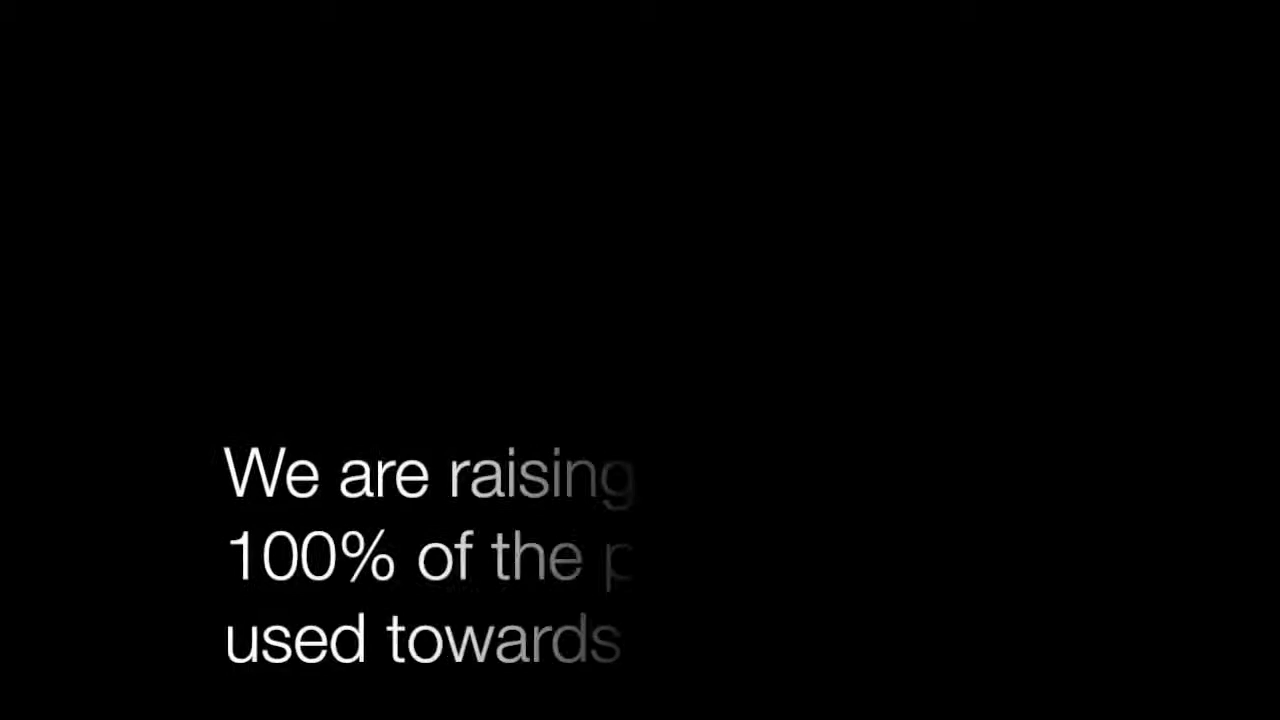 We are raising
100% of the p
used towards